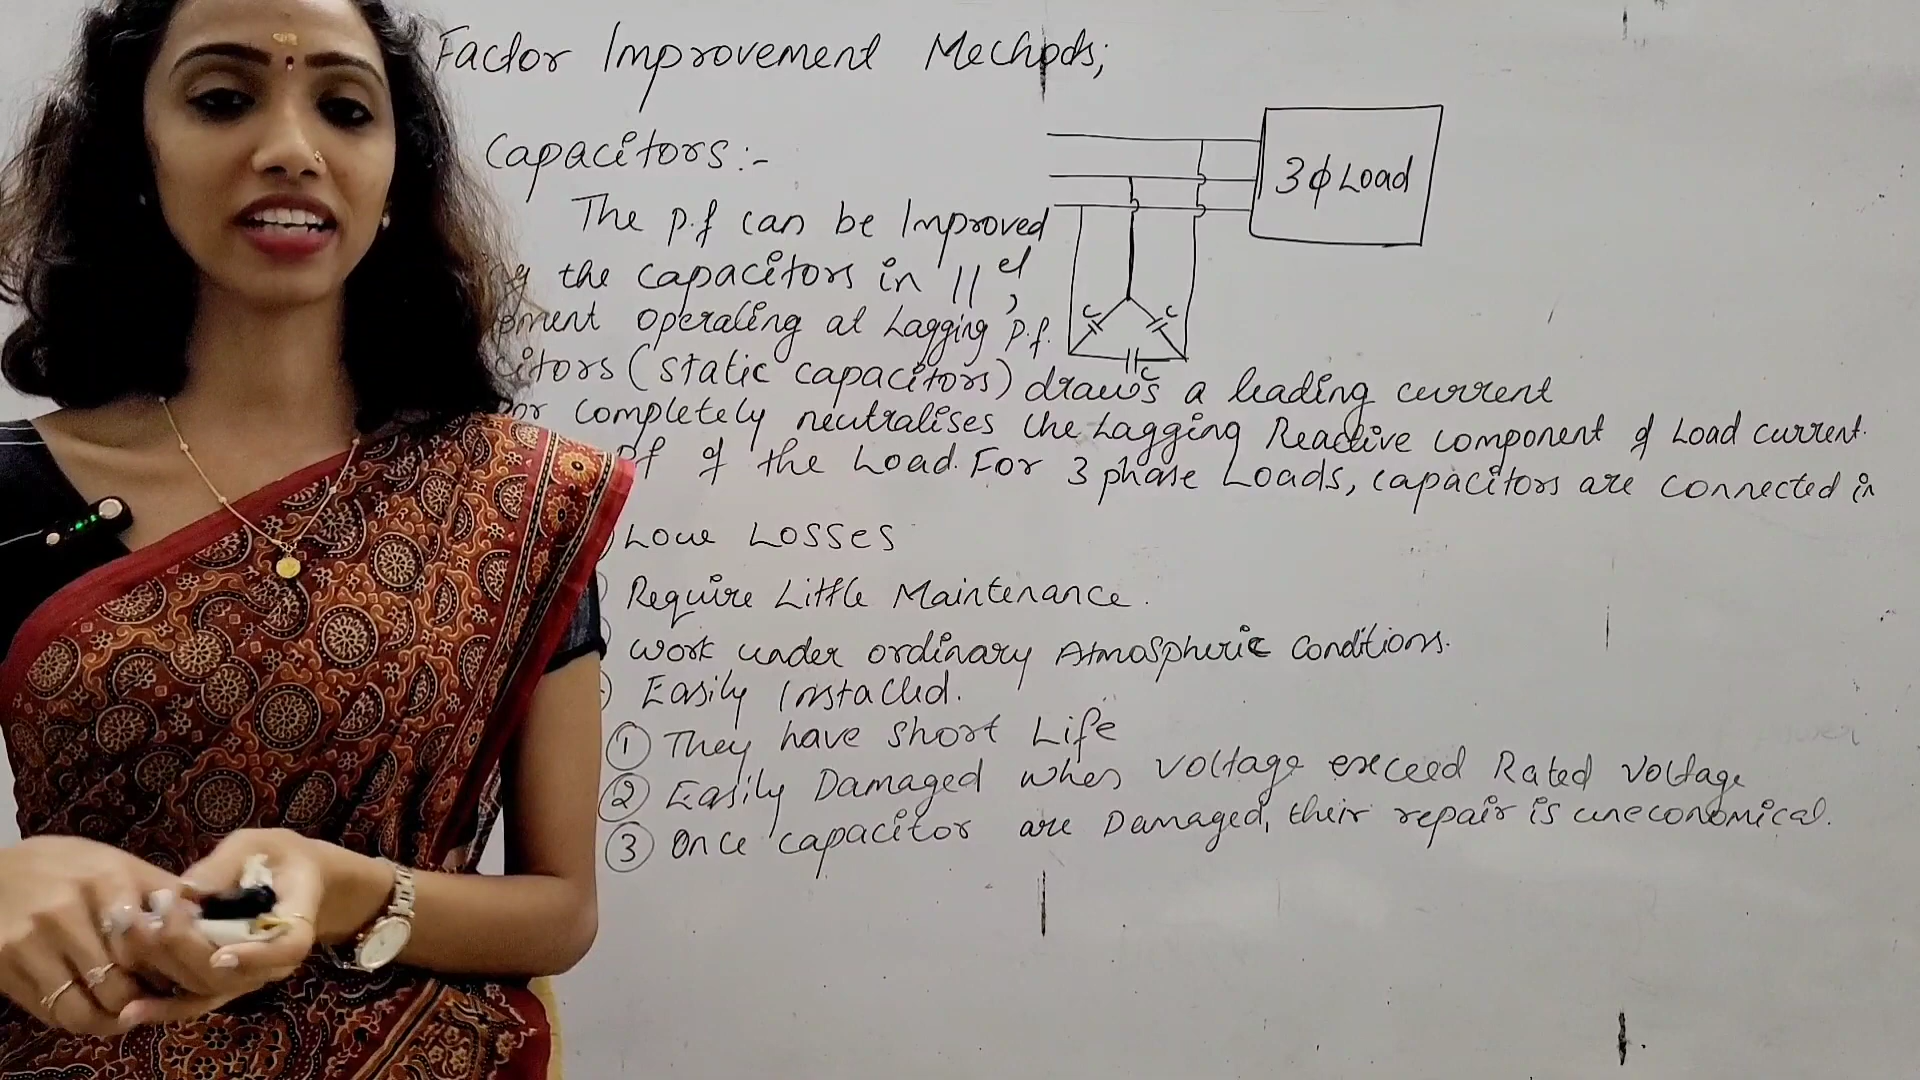 Factor Improvement Methods;
Capacitors:-
The p.f can be Improved
the capacitors in ||el,
operating at Lagging p.f.
(static capacitors) draws a leading current
or completely neutralises the Lagging Reactive component of Load current.
Pf of the Load. For 3 phase Loads, capacitors are connected in
Low Losses
Require Little Maintenance.
Work under ordinary Atmospheric conditions.
Easily Installed.
① They have short Life
② Easily Damaged when voltage exceed Rated voltage
③ Once capacitor are Damaged, their repair is uneconomical.
3ϕ Load
C
C
C